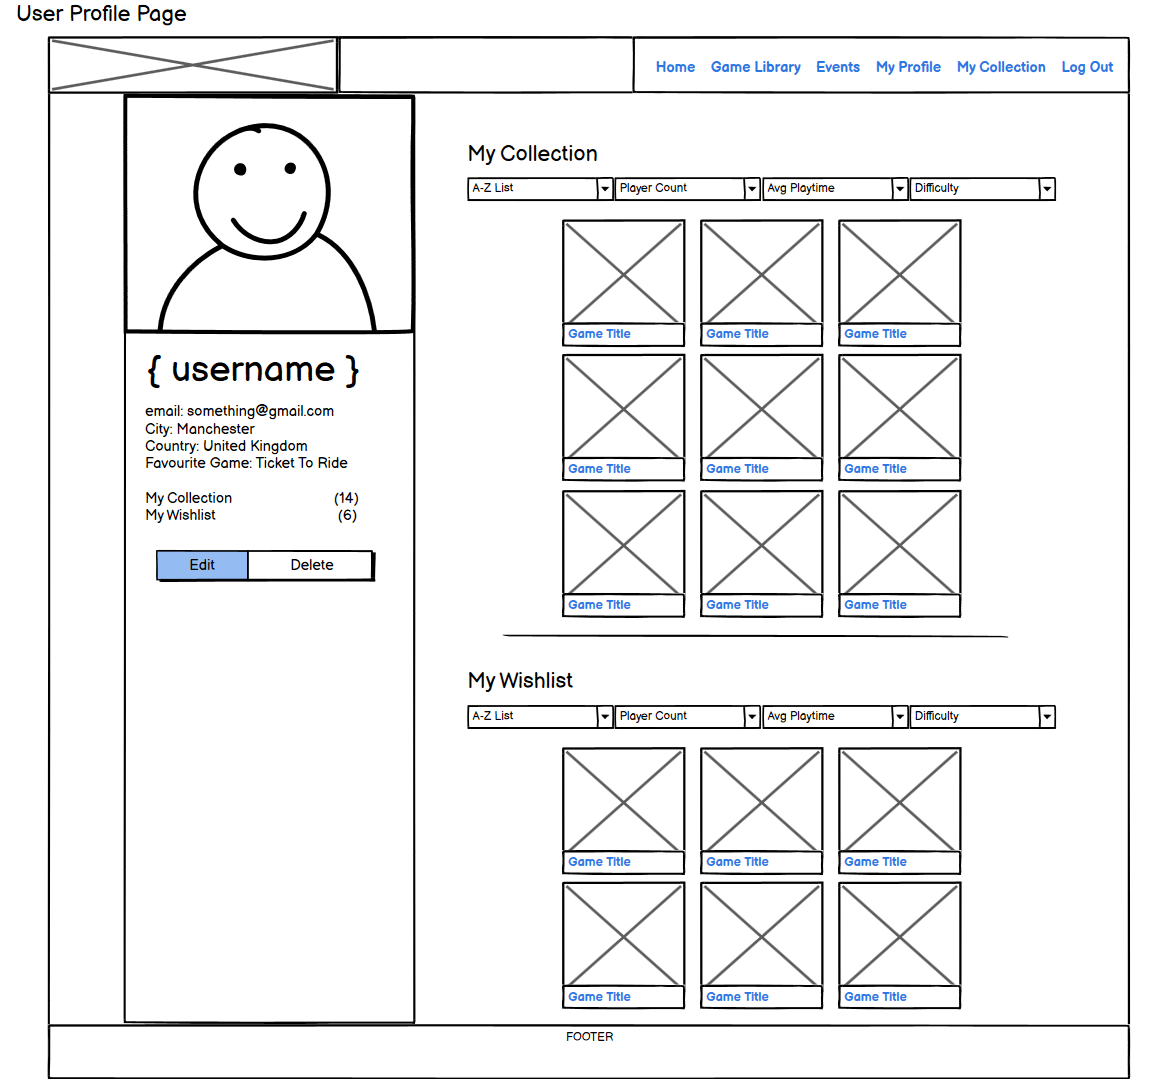 User Profile Page
Home Game Library Events My Profile My Collection Log Out
{ username }
email: something@gmail.com
City: Manchester
Country: United Kingdom
Favourite Game: Ticket To Ride
My Collection (14)
My Wishlist (6)
Edit Delete
My Collection
A-Z List Player Count Avg Playtime Difficulty
Game Title Game Title Game Title
Game Title Game Title Game Title
Game Title Game Title Game Title
My Wishlist
A-Z List Player Count Avg Playtime Difficulty
Game Title Game Title Game Title
Game Title Game Title Game Title
FOOTER